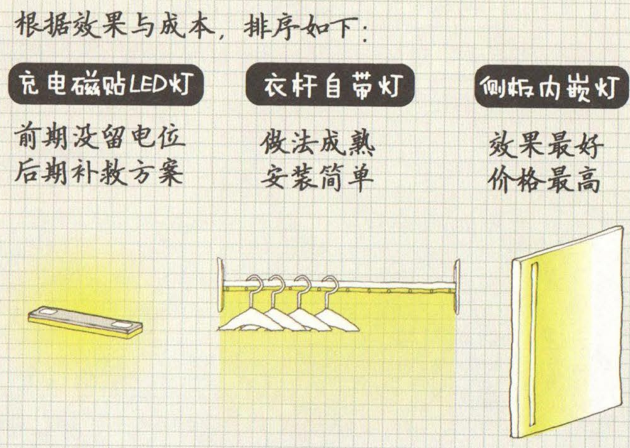 根据效果与成本，排序如下：
充电磁贴LED灯
前期没留电位
后期补救方案
衣杆自带灯
做法成熟
安装简单
侧板内嵌灯
效果最好
价格最高